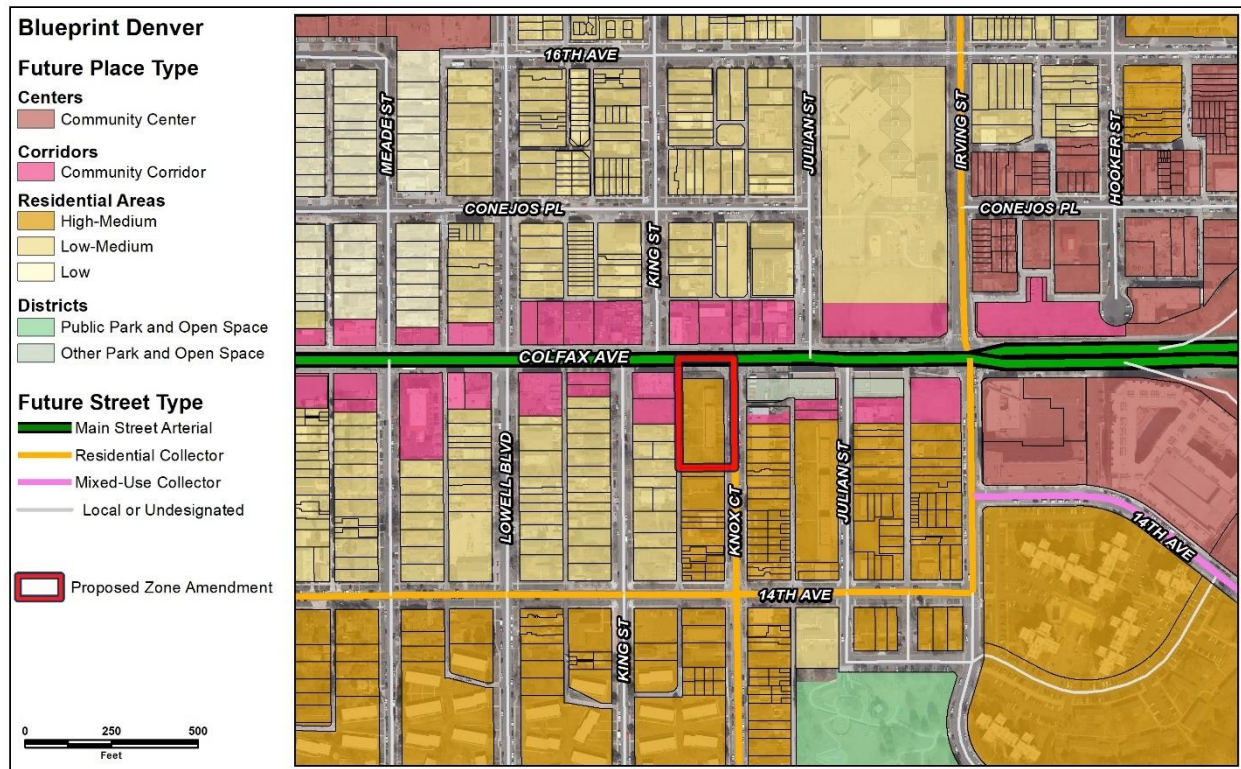 Blueprint Denver
Future Place Type
Centers
Community Center
Corridors
Community Corridor
Residential Areas
High-Medium
Low-Medium
Low
Districts
Public Park and Open Space
Other Park and Open Space
Future Street Type
Main Street Arterial
Residential Collector
Mixed-Use Collector
Local or Undesignated
Proposed Zone Amendment
0 250 500
Feet
16TH AVE
MEADE ST
JULIAN ST
IRVING ST
HOOKER ST
CONEJOS PL
CONEJOS PL
KING ST
COLFAX AVE
LOWELL BLVD
KNOX CT
JULIAN ST
14TH AVE
14TH AVE
KING ST